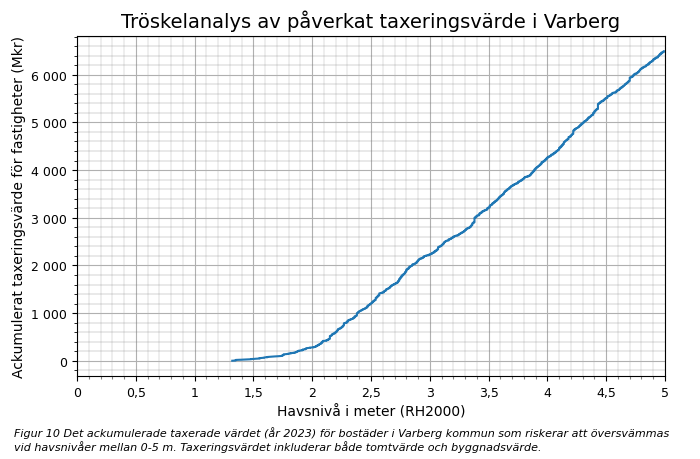 Tröskelanalys av påverkat taxeringsvärde i Varberg
Ackumulerat taxeringsvärde för fastigheter (Mkr)
6 000
5 000
4 000
3 000
2 000
1 000
0
0 0,5 1 1,5 2 2,5 3 3,5 4 4,5 5
Havsnivå i meter (RH2000)
Figur 10 Det ackumulerade taxerade värdet (år 2023) för bostäder i Varberg kommun som riskerar att översvämmas
vid havsnivåer mellan 0-5 m. Taxeringsvärdet inkluderar både tomtvärde och byggnadsvärde.